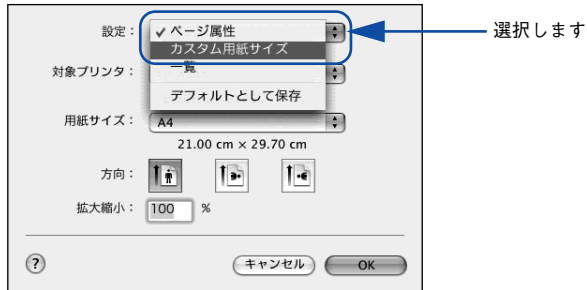 設定：
✓ ページ属性
選択します
カスタム用紙サイズ
対象プリンタ：
一覧
デフォルトとして保存
用紙サイズ：
A4
21.00 cm × 29.70 cm
方向：
拡大縮小：
100 %
?
キャンセル
OK